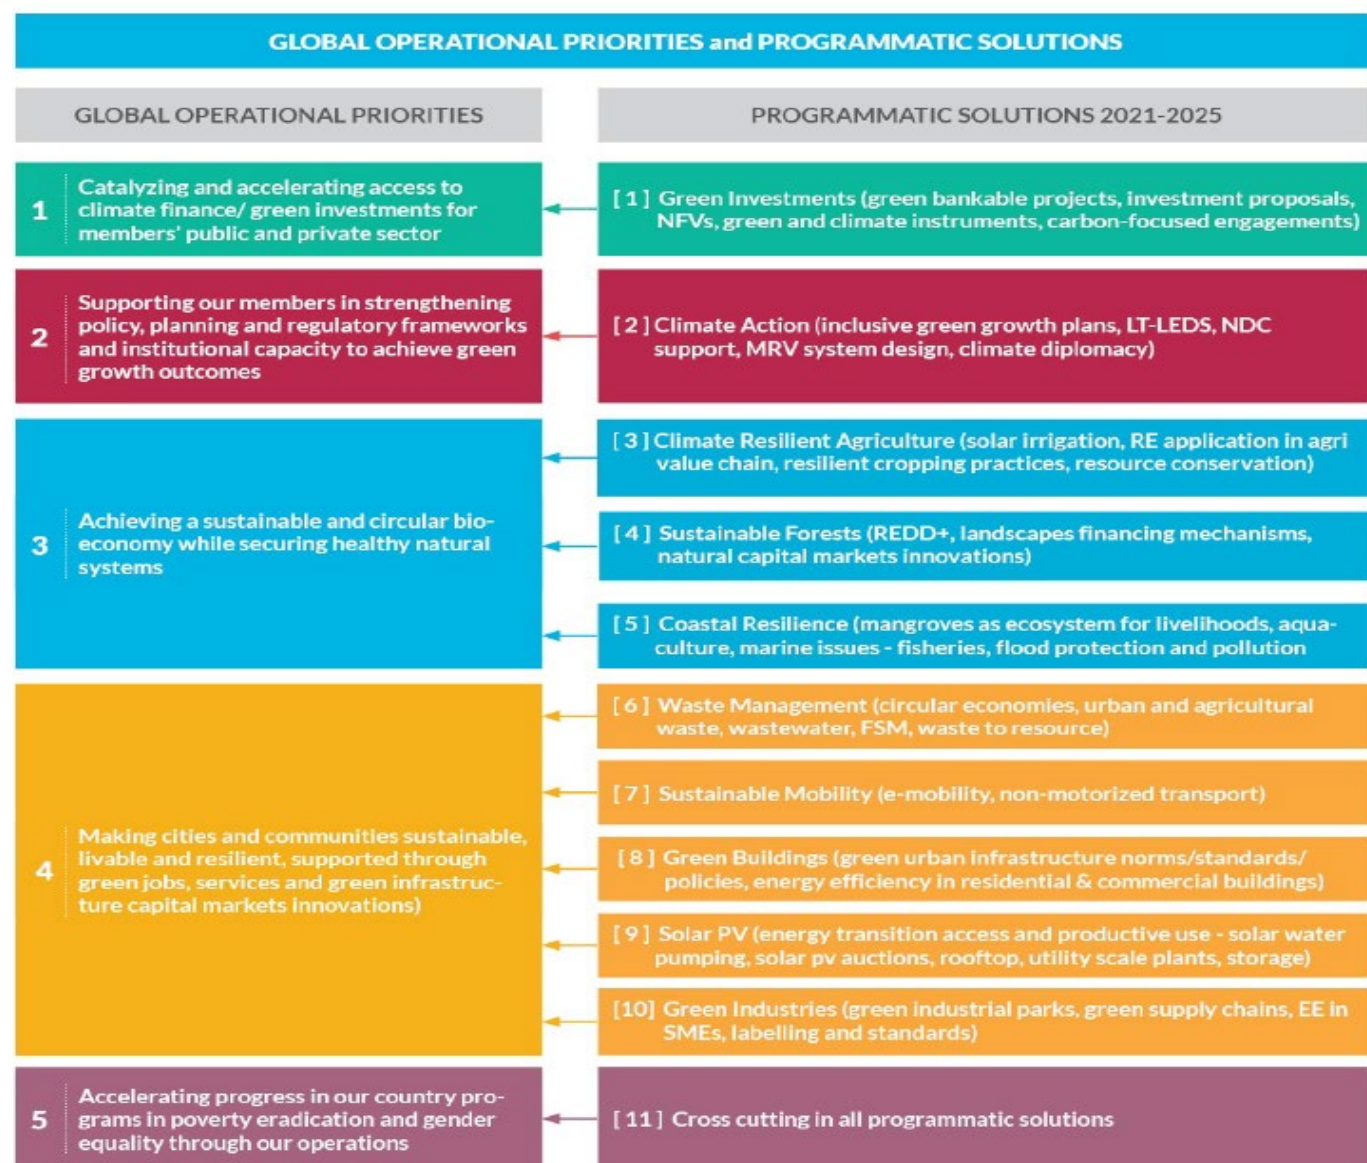 GLOBAL OPERATIONAL PRIORITIES and PROGRAMMATIC SOLUTIONS
GLOBAL OPERATIONAL PRIORITIES
PROGRAMMATIC SOLUTIONS 2021-2025
1
Catalyzing and accelerating access to
climate finance/ green investments for
members' public and private sector
[ 1 ] Green Investments (green bankable projects, investment proposals,
NFVs, green and climate instruments, carbon-focused engagements)
2
Supporting our members in strengthening
policy, planning and regulatory frameworks
and institutional capacity to achieve green
growth outcomes
[ 2 ] Climate Action (inclusive green growth plans, LT-LEDS, NDC
support, MRV system design, climate diplomacy)
3
Achieving a sustainable and circular bio-
economy while securing healthy natural
systems
[ 3 ] Climate Resilient Agriculture (solar irrigation, RE application in agri
value chain, resilient cropping practices, resource conservation)
[ 4 ] Sustainable Forests (REDD+, landscapes financing mechanisms,
natural capital markets innovations)
[ 5 ] Coastal Resilience (mangroves as ecosystem for livelihoods, aqua-
culture, marine issues - fisheries, flood protection and pollution
4
Making cities and communities sustainable,
livable and resilient, supported through
green jobs, services and green infrastruc-
ture capital markets innovations)
[ 6 ] Waste Management (circular economies, urban and agricultural
waste, wastewater, FSM, waste to resource)
[ 7 ] Sustainable Mobility (e-mobility, non-motorized transport)
[ 8 ] Green Buildings (green urban infrastructure norms/standards/
policies, energy efficiency in residential & commercial buildings)
[ 9 ] Solar PV (energy transition access and productive use - solar water
pumping, solar pv auctions, rooftop, utility scale plants, storage)
[10] Green Industries (green industrial parks, green supply chains, EE in
SMEs, labelling and standards)
5
Accelerating progress in our country pro-
grams in poverty eradication and gender
equality through our operations
[ 11 ] Cross cutting in all programmatic solutions